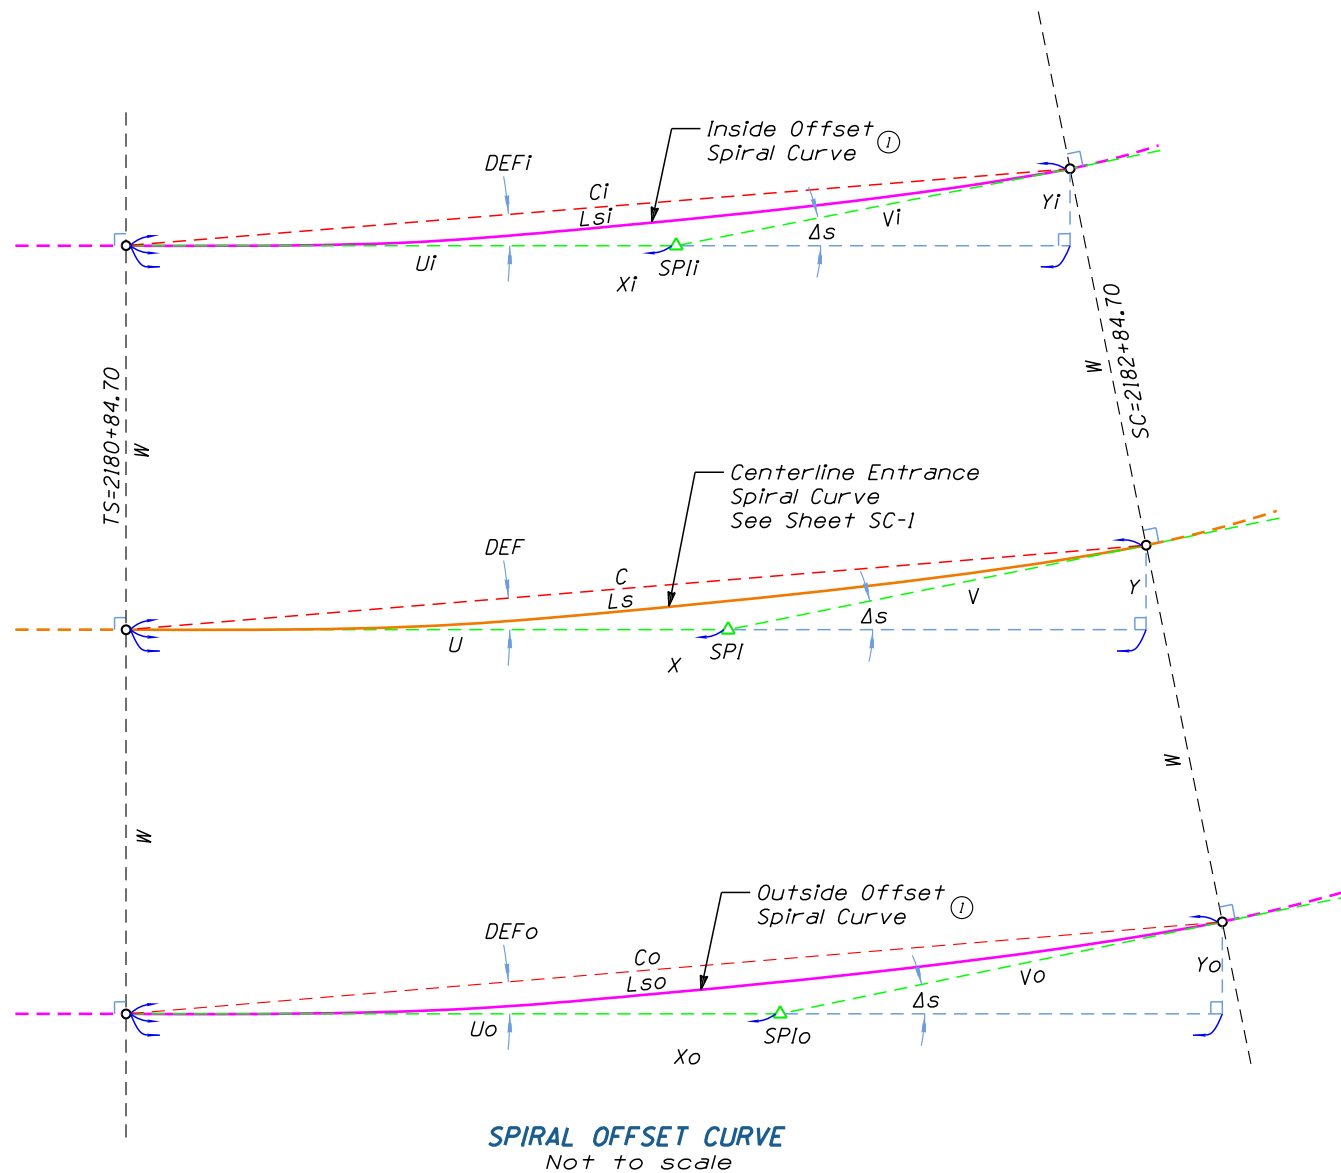 Inside Offset
Spiral Curve 1
DEFi
Ci
Lsi
Yi
Vi
Δs
Ui
SPIi
Xi
TS=2180+84.70
W
SC=2182+84.70
W
Centerline Entrance
Spiral Curve
See Sheet SC-1
DEF
C
Ls
Y
V
Δs
U
SPI
X
W
W
Outside Offset
Spiral Curve 1
DEFo
Co
Lso
Yo
Vo
Δs
Uo
SPIo
Xo
SPIRAL OFFSET CURVE
Not to scale